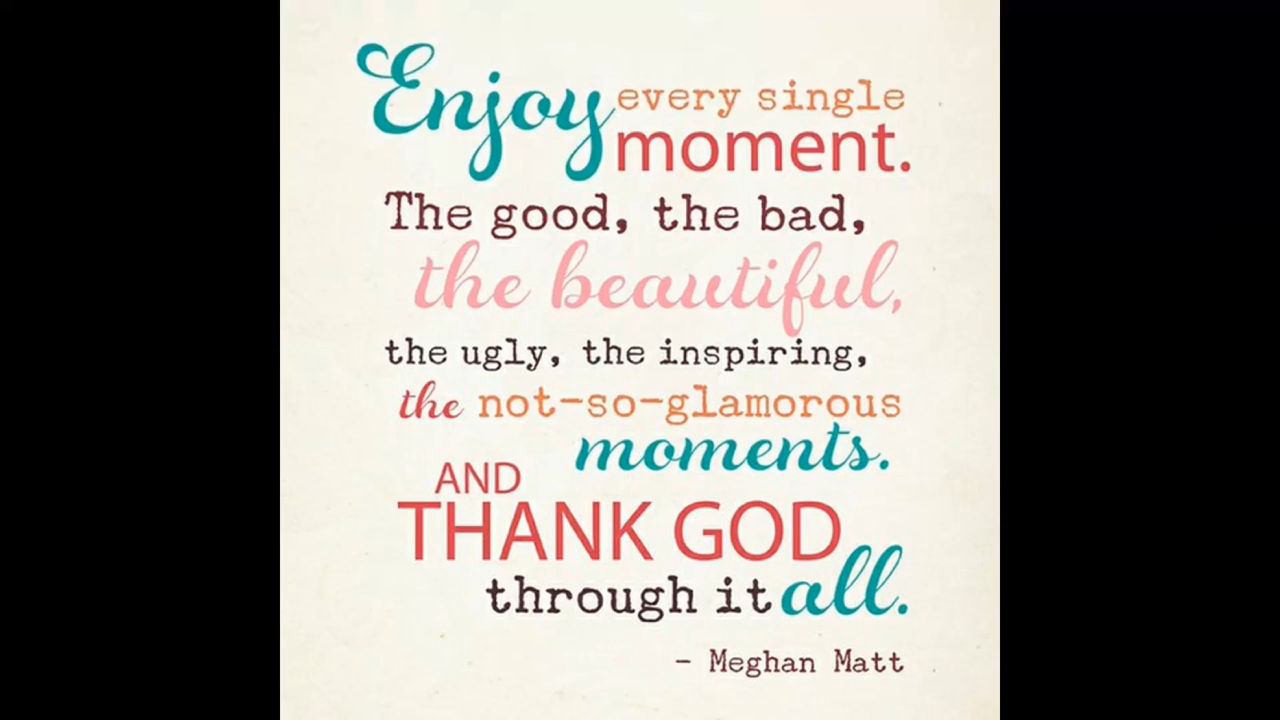 Enjoy every single
moment.
The good, the bad,
the beautiful,
the ugly, the inspiring,
the not-so-glamorous
moments.
AND
THANK GOD
through it all.
- Meghan Matt